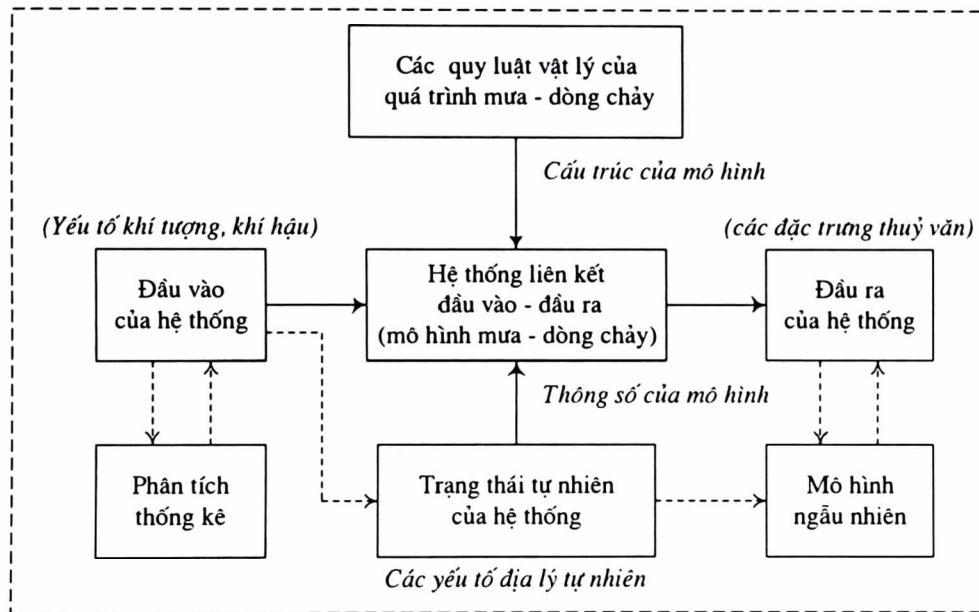 Các quy luật vật lý của
quá trình mưa - dòng chảy
Cấu trúc của mô hình
(Yếu tố khí tượng, khí hậu)
(các đặc trưng thuỷ văn)
Đầu vào
của hệ thống
Hệ thống liên kết
đầu vào - đầu ra
(mô hình mưa - dòng chảy)
Đầu ra
của hệ thống
Thông số của mô hình
Phân tích
thống kê
Trạng thái tự nhiên
của hệ thống
Mô hình
ngẫu nhiên
Các yếu tố địa lý tự nhiên